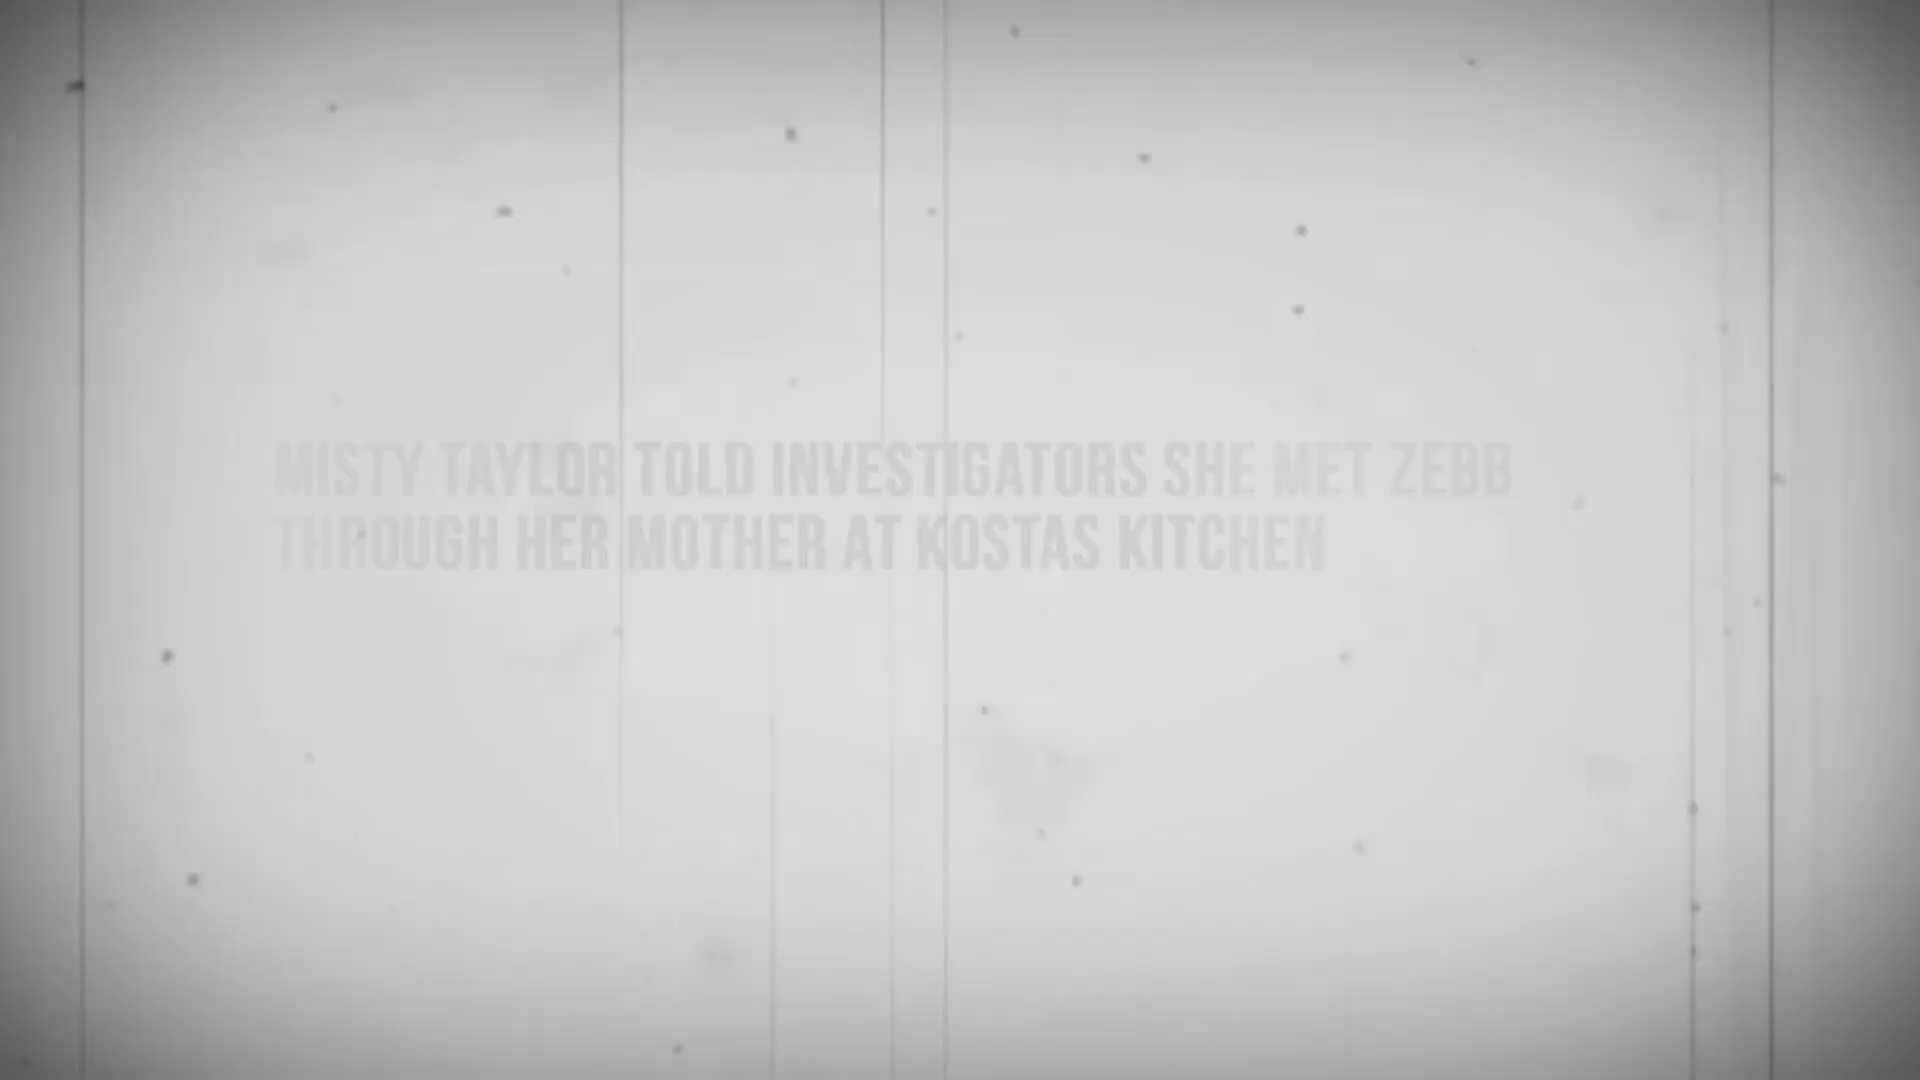 MISTY TAYLOR TOLD INVESTIGATORS SHE MET ZEBB
THROUGH HER MOTHER AT KOSTAS KITCHEN